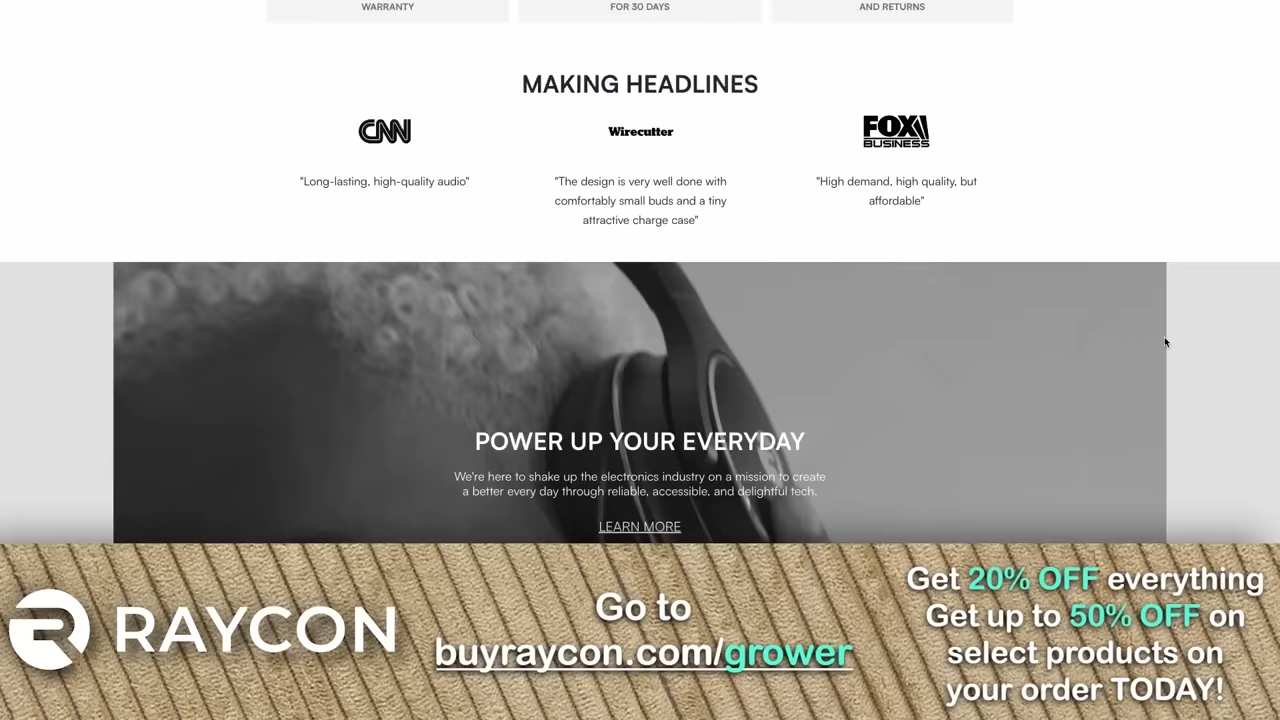 WARRANTY
FOR 30 DAYS
AND RETURNS
MAKING HEADLINES
CNN
Wirecutter
FOX
BUSINESS
"Long-lasting, high-quality audio"
"The design is very well done with
comfortably small buds and a tiny
attractive charge case"
"High demand, high quality, but
affordable"
POWER UP YOUR EVERYDAY
We're here to shake up the electronics industry on a mission to create
a better every day through reliable, accessible, and delightful tech.
LEARN MORE
RAYCON
Go to
buyraycon.com/grower
Get 20% OFF everything
Get up to 50% OFF on
select products on
your order TODAY!